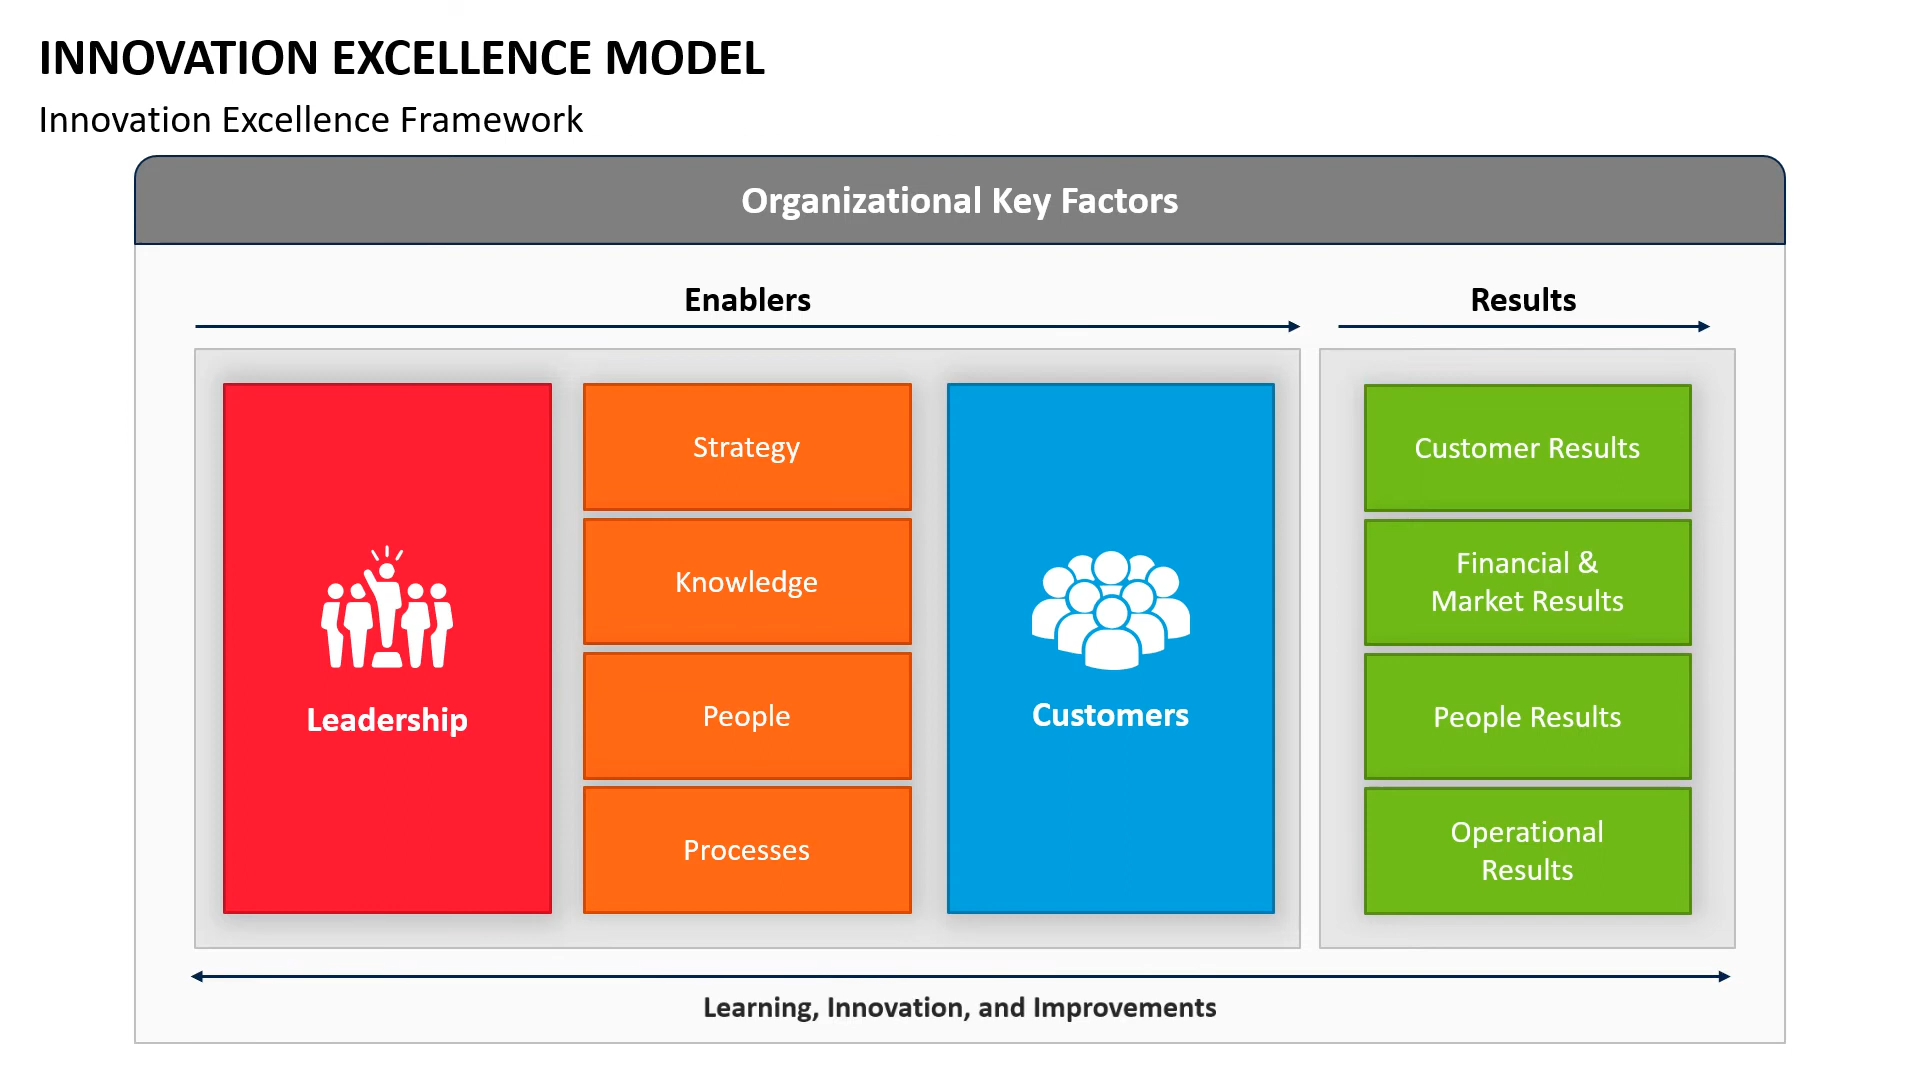 INNOVATION EXCELLENCE MODEL
Innovation Excellence Framework
Organizational Key Factors
Enablers
Results
Leadership
Strategy
Knowledge
People
Processes
Customers
Customer Results
Financial &
Market Results
People Results
Operational
Results
Learning, Innovation, and Improvements